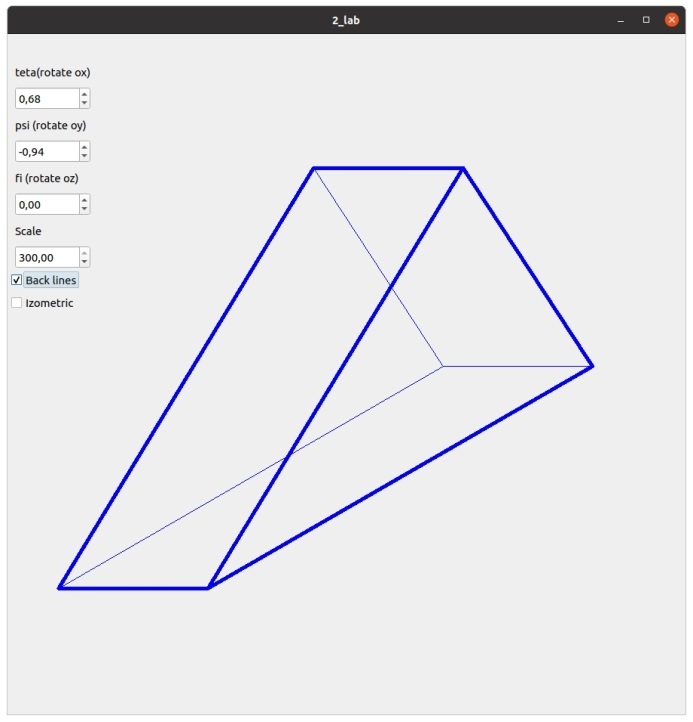 2_lab
teta(rotate ox)
0,68
psi (rotate oy)
-0,94
fi (rotate oz)
0,00
Scale
300,00
Back lines
Izometric